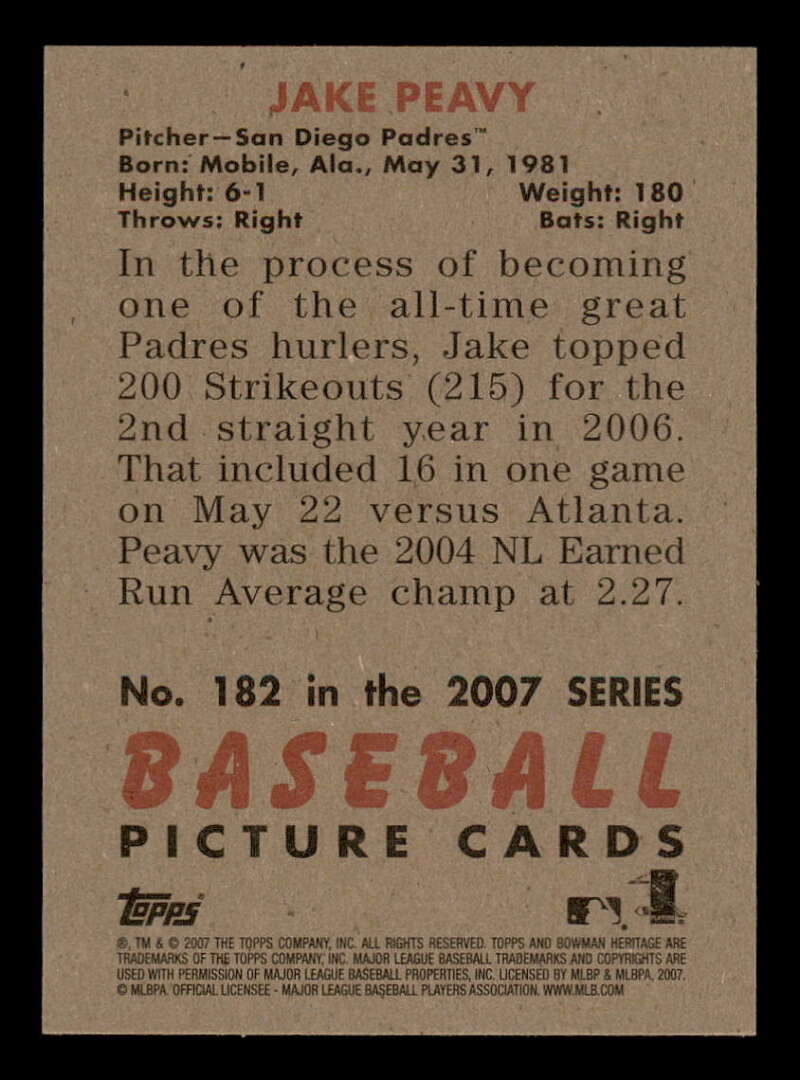 JAKE PEAVY
Pitcher—San Diego Padres™
Born: Mobile, Ala., May 31, 1981
Height: 6-1 Weight: 180
Throws: Right Bats: Right
In the process of becoming
one of the all-time great
Padres hurlers, Jake topped
200 Strikeouts (215) for the
2nd straight year in 2006.
That included 16 in one game
on May 22 versus Atlanta.
Peavy was the 2004 NL Earned
Run Average champ at 2.27.
No. 182 in the 2007 SERIES
BASEBALL
PICTURE CARDS
topps
®, TM & © 2007 THE TOPPS COMPANY, INC. ALL RIGHTS RESERVED. TOPPS AND BOWMAN HERITAGE ARE
TRADEMARKS OF THE TOPPS COMPANY, INC. MAJOR LEAGUE BASEBALL TRADEMARKS AND COPYRIGHTS ARE
USED WITH PERMISSION OF MAJOR LEAGUE BASEBALL PROPERTIES, INC. LICENSED BY MLBP & MLBPA, 2007.
© MLBPA. OFFICIAL LICENSEE - MAJOR LEAGUE BASEBALL PLAYERS ASSOCIATION. WWW.MLB.COM